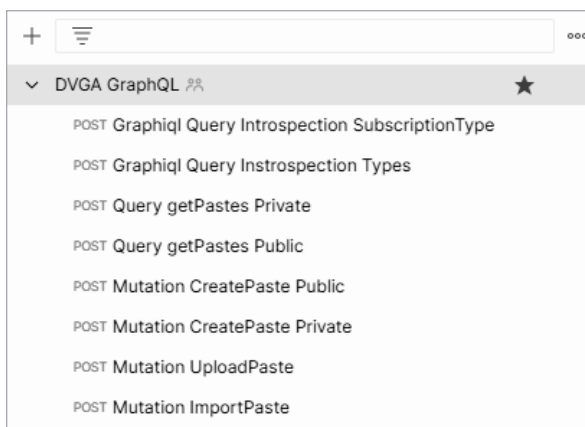 DVGA GraphQL
POST Graphiql Query Introspection SubscriptionType
POST Graphiql Query Instrospection Types
POST Query getPastes Private
POST Query getPastes Public
POST Mutation CreatePaste Public
POST Mutation CreatePaste Private
POST Mutation UploadPaste
POST Mutation ImportPaste